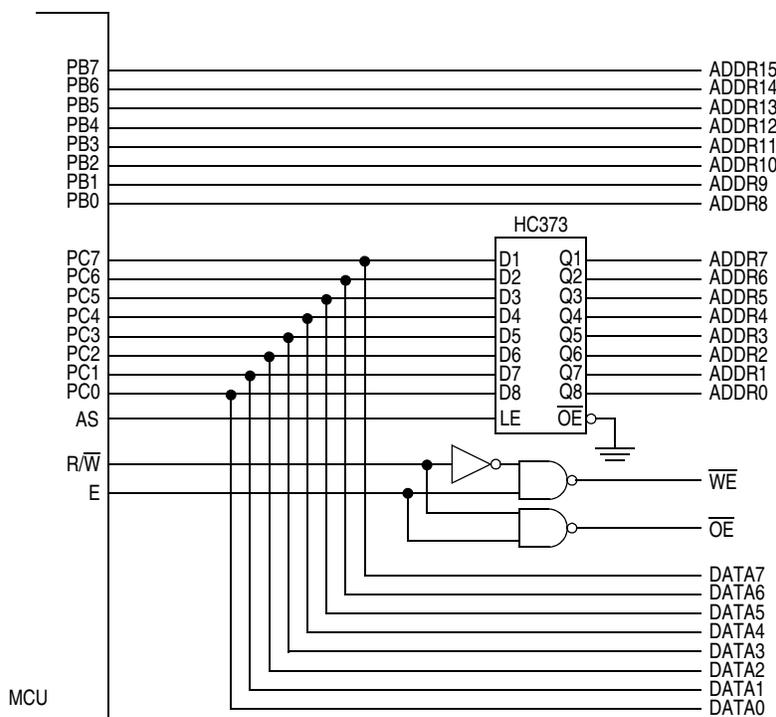 PB7 ADDR15
PB6 ADDR14
PB5 ADDR13
PB4 ADDR12
PB3 ADDR11
PB2 ADDR10
PB1 ADDR9
PB0 ADDR8
HC373
PC7 D1 Q1 ADDR7
PC6 D2 Q2 ADDR6
PC5 D3 Q3 ADDR5
PC4 D4 Q4 ADDR4
PC3 D5 Q5 ADDR3
PC2 D6 Q6 ADDR2
PC1 D7 Q7 ADDR1
PC0 D8 Q8 ADDR0
AS LE O̅E̅
R/W̅
W̅E̅
E
O̅E̅
DATA7
DATA6
DATA5
DATA4
DATA3
DATA2
DATA1
MCU
DATA0